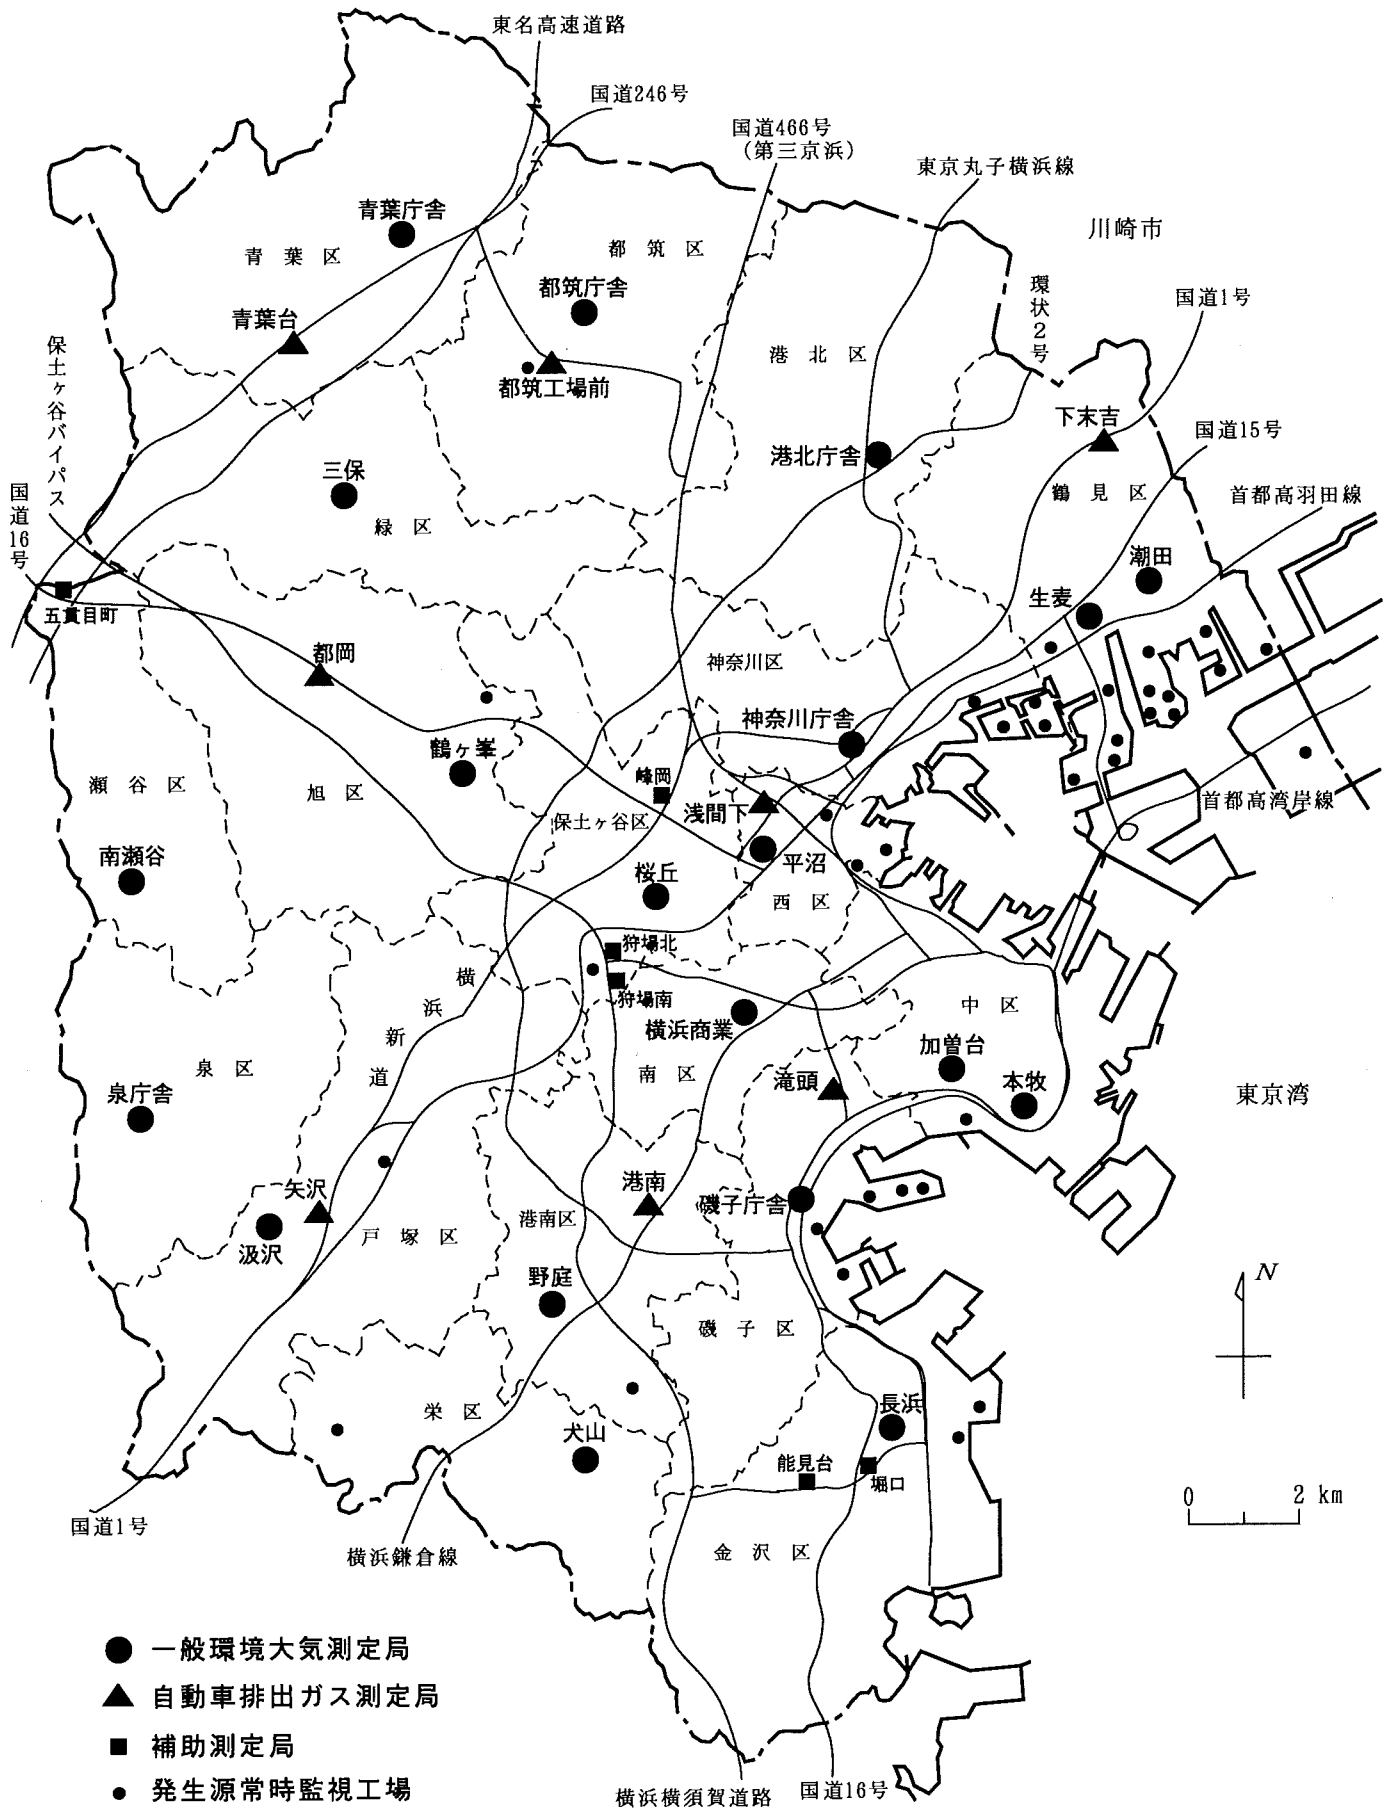 東名高速道路
国道246号
国道466号
(第三京浜)
東京丸子横浜線
川崎市
青葉庁舎
青葉区
都筑区
都筑庁舎
環状2号
国道1号
青葉台
保土ヶ谷バイパス
港北区
都筑工場前
下末吉
国道15号
港北庁舎
三保
鶴見区
首都高羽田線
国道16号
緑区
潮田
生麦
五貫目町
都岡
神奈川区
神奈川庁舎
鶴ヶ峯
瀬谷区
旭区
峰岡
浅間下
首都高湾岸線
保土ヶ谷区
南瀬谷
平沼
桜丘
西区
狩場北
横浜新道
狩場南
中区
横浜商業
加曽台
泉区
南区
滝頭
本牧
東京湾
泉庁舎
矢沢
港南
磯子庁舎
汲沢
戸塚区
港南区
野庭
N
磯子区
栄区
犬山
長浜
能見台
堀口
0 2 km
国道1号
横浜鎌倉線
金沢区
一般環境大気測定局
自動車排出ガス測定局
補助測定局
発生源常時監視工場
横浜横須賀道路
国道16号